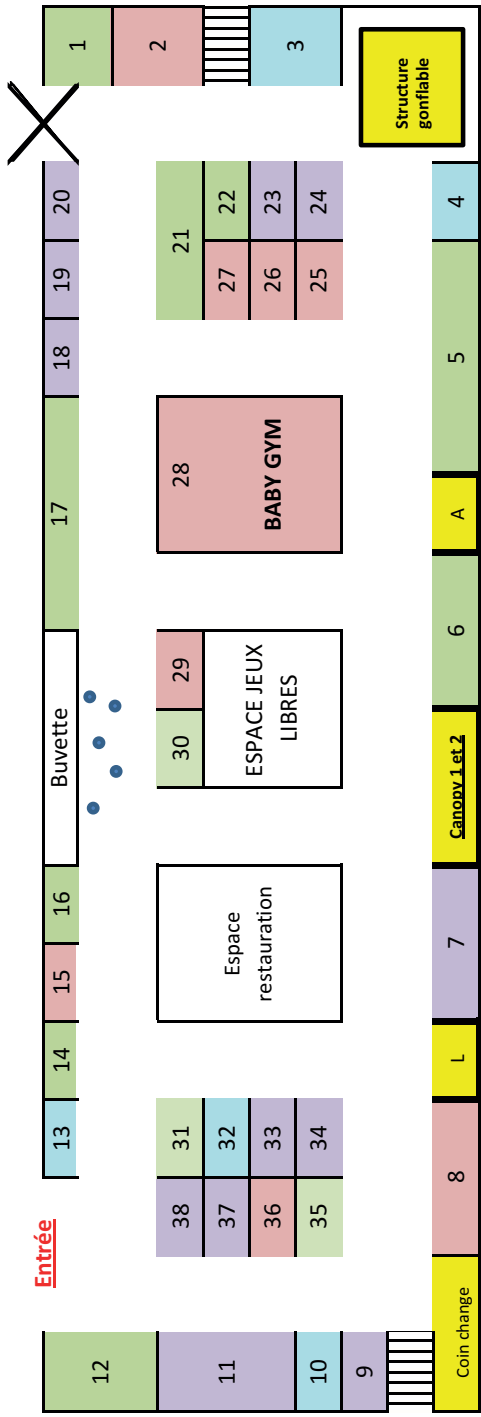 1
2
3
Structure
gonflable
20
19
18
17
Buvette
16
15
14
13
Entrée
12
11
10
9
21
22
23
24
27
26
25
28
BABY GYM
29
30
ESPACE JEUX
LIBRES
Espace
restauration
31
32
33
34
38
37
36
35
4
5
A
6
Canopy 1 et 2
7
L
8
Coin change